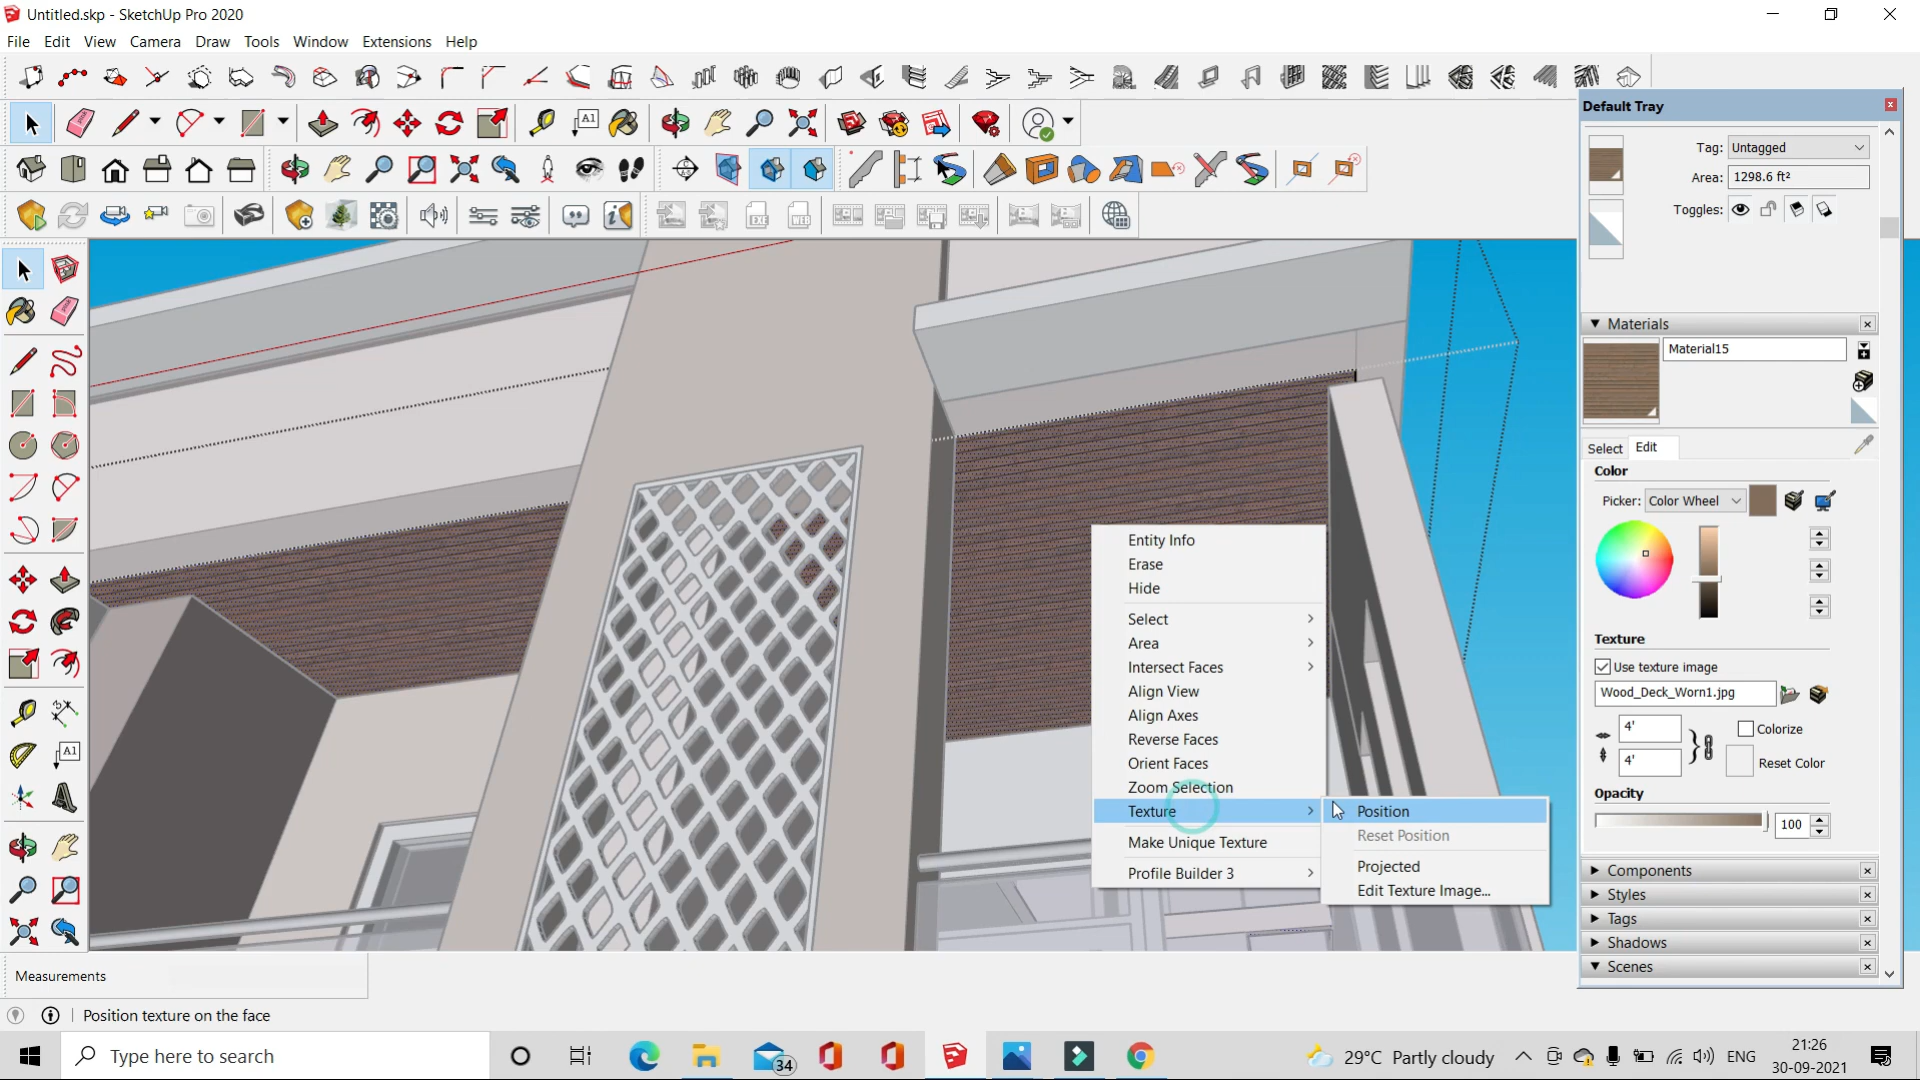 Untitled.skp - SketchUp Pro 2020
File Edit View Camera Draw Tools Window Extensions Help
Default Tray
Tag: Untagged
Area: 1298.6 ft²
Toggles:
Materials
Material15
Select Edit
Color
Picker: Color Wheel
Texture
Use texture image
Wood_Deck_Worn1.jpg
4'
Colorize
4'
Reset Color
Opacity
100
Components
Styles
Tags
Shadows
Scenes
Entity Info
Erase
Hide
Select
Area
Intersect Faces
Align View
Align Axes
Reverse Faces
Orient Faces
Zoom Selection
Texture
Make Unique Texture
Profile Builder 3
Position
Reset Position
Projected
Edit Texture Image...
Measurements
Position texture on the face
Type here to search
34
29°C Partly cloudy
ENG
21:26
30-09-2021